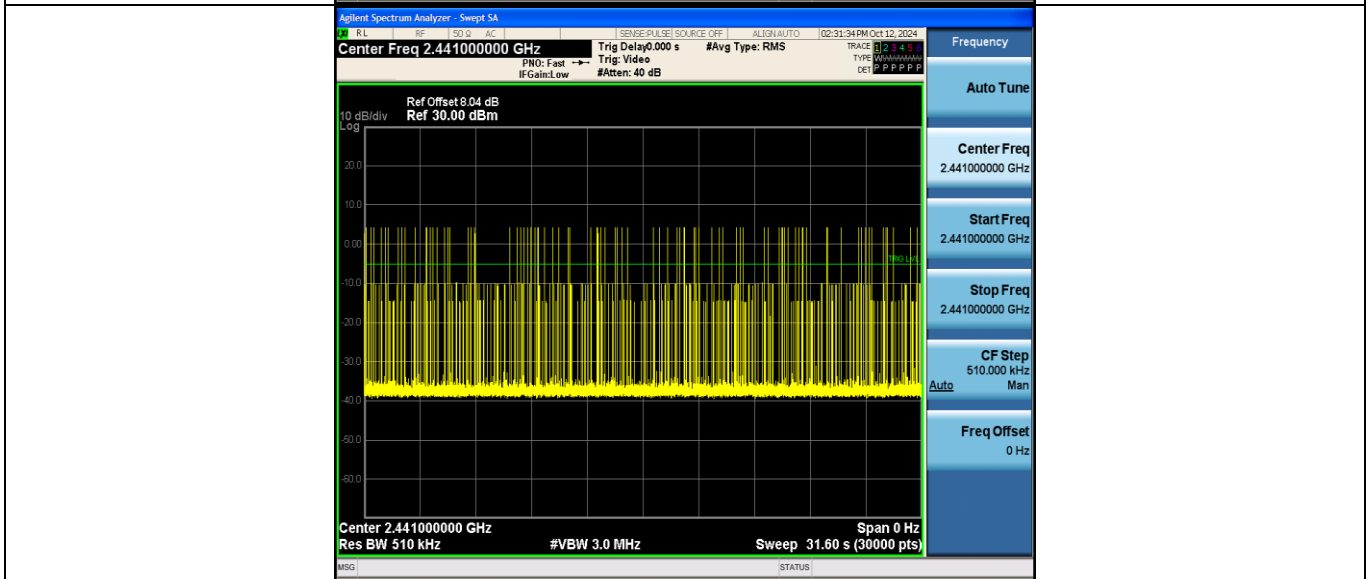 Agilent Spectrum Analyzer - Swept SA
LXI RL RF 50 Ω AC SENSE:PULSE SOURCE OFF ALIGN AUTO 02:31:34 PM Oct 12, 2024
Center Freq 2.441000000 GHz
PNO: Fast
IFGain:Low
Trig Delay0.000 s
Trig: Video
#Atten: 40 dB
#Avg Type: RMS
TRACE 1 2 3 4 5 6
TYPE WWWWWW
DET P P P P P P
Ref Offset 8.04 dB
10 dB/div Ref 30.00 dBm
Log
20.0
10.0
0.00
TRIG LVL
-10.0
-20.0
-30.0
-40.0
-50.0
-60.0
Center 2.441000000 GHz Span 0 Hz
Res BW 510 kHz #VBW 3.0 MHz Sweep 31.60 s (30000 pts)
MSG STATUS
Frequency
Auto Tune
Center Freq
2.441000000 GHz
Start Freq
2.441000000 GHz
Stop Freq
2.441000000 GHz
CF Step
510.000 kHz
Auto Man
Freq Offset
0 Hz